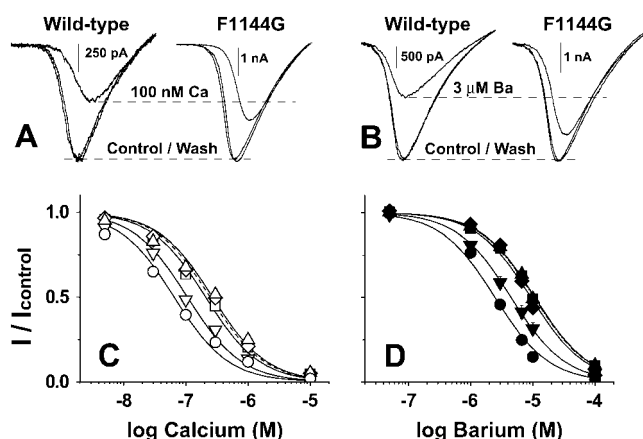 Wild-type F1144G Wild-type F1144G
250 pA 1 nA 500 pA 1 nA
100 nM Ca 3 µM Ba
A Control / Wash B Control / Wash
I / Icontrol
1.0
0.5
0.0
C D
-8 -7 -6 -5 -7 -6 -5 -4
log Calcium (M) log Barium (M)